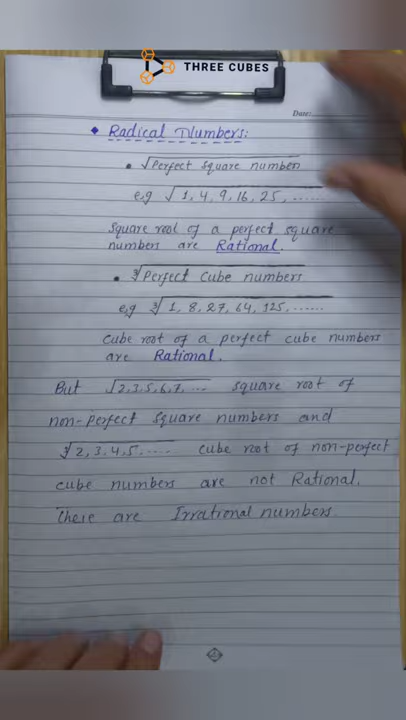 THREE CUBES
Date:
Radical Numbers:
• √Perfect square number
e.g √1, 4, 9, 16, 25, ......
Square root of a perfect square
numbers are Rational.
• ∛Perfect Cube numbers
e.g ∛1, 8, 27, 64, 125, ......
Cube root of a perfect cube numbers
are Rational.
But √2, 3, 5, 6, 7, ... square root of
non-perfect square numbers and
∛2, 3, 4, 5, ..... cube root of non-perfect
cube numbers are not Rational.
These are Irrational numbers